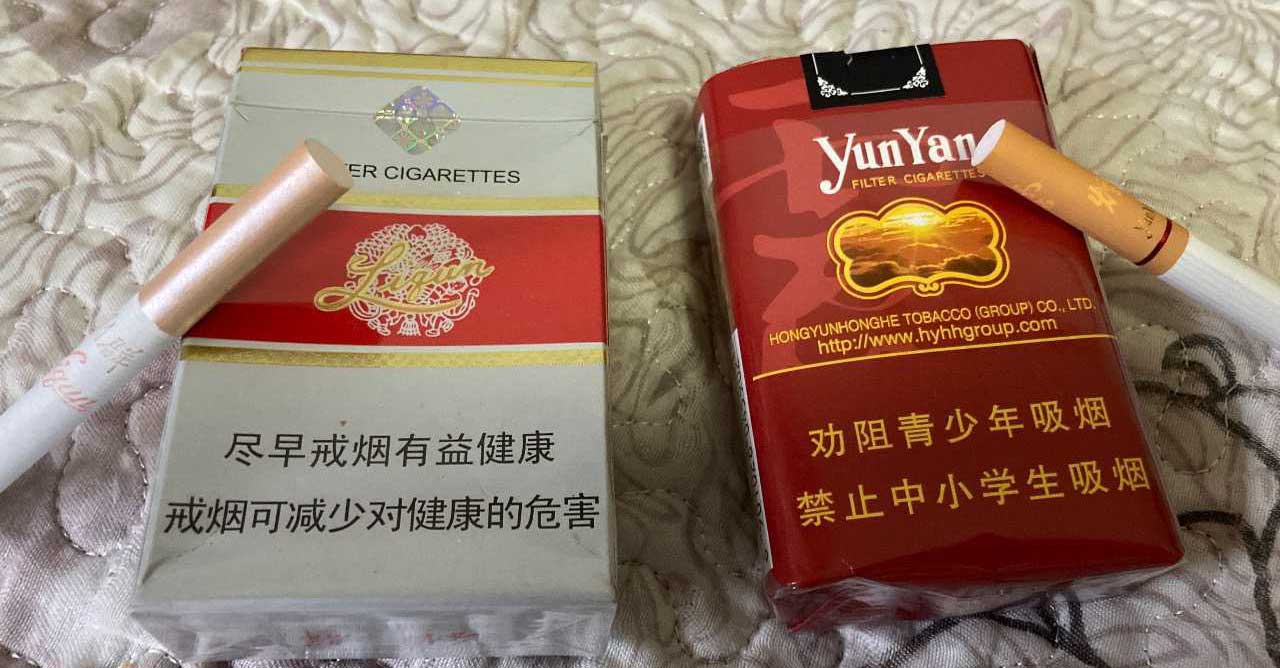 ER CIGARETTES
Liqun
尽早戒烟有益健康
戒烟可减少对健康的危害
Liqun
YunYan
FILTER CIGARETTES
HONGYUNHONGHE TOBACCO (GROUP) CO., LTD.
http://www.hyhhgroup.com
劝阻青少年吸烟
禁止中小学生吸烟